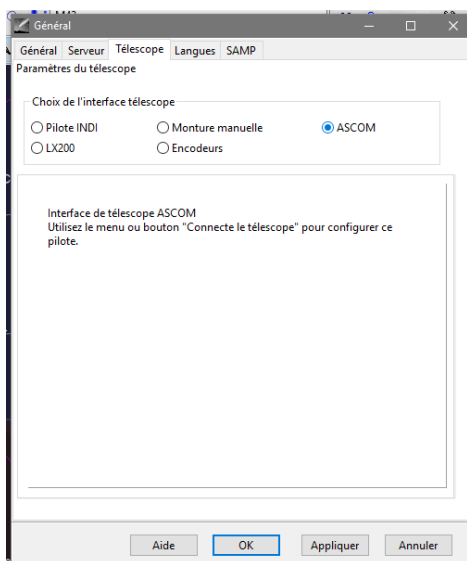 Général
Général Serveur Télescope Langues SAMP
Paramètres du télescope
Choix de l'interface télescope
Pilote INDI Monture manuelle ASCOM
LX200 Encodeurs
Interface de télescope ASCOM
Utilisez le menu ou bouton "Connecte le télescope" pour configurer ce
pilote.
Aide OK Appliquer Annuler